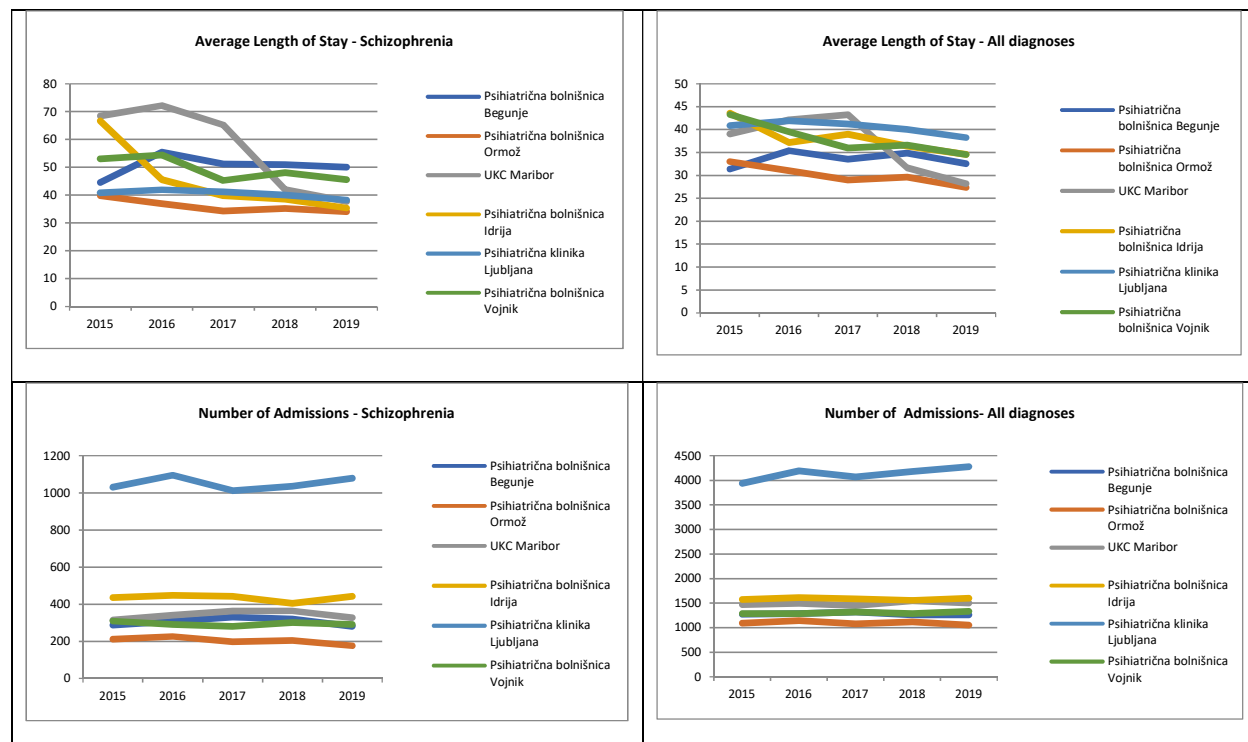 Average Length of Stay - Schizophrenia
80
70
60
50
40
30
20
10
0
2015 2016 2017 2018 2019
Psihiatrična bolnišnica
Begunje
Psihiatrična bolnišnica
Ormož
UKC Maribor
Psihiatrična bolnišnica
Idrija
Psihiatrična klinika
Ljubljana
Psihiatrična bolnišnica
Vojnik
Average Length of Stay - All diagnoses
50
45
40
35
30
25
20
15
10
5
0
2015 2016 2017 2018 2019
Psihiatrična
bolnišnica Begunje
Psihiatrična
bolnišnica Ormož
UKC Maribor
Psihiatrična
bolnišnica Idrija
Psihiatrična klinika
Ljubljana
Psihiatrična
bolnišnica Vojnik
Number of Admissions - Schizophrenia
1200
1000
800
600
400
200
0
2015 2016 2017 2018 2019
Psihiatrična bolnišnica
Begunje
Psihiatrična bolnišnica
Ormož
UKC Maribor
Psihiatrična bolnišnica
Idrija
Psihiatrična klinika
Ljubljana
Psihiatrična bolnišnica
Vojnik
Number of Admissions- All diagnoses
4500
4000
3500
3000
2500
2000
1500
1000
500
0
2015 2016 2017 2018 2019
Psihiatrična bolnišnica
Begunje
Psihiatrična bolnišnica
Ormož
UKC Maribor
Psihiatrična bolnišnica
Idrija
Psihiatrična klinika
Ljubljana
Psihiatrična bolnišnica
Vojnik